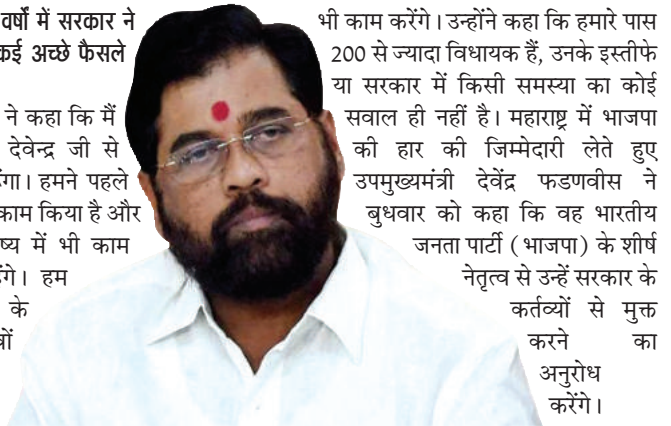 वर्षों में सरकार ने
कई अच्छे फैसले
ने कहा कि मैं
देवेन्द्र जी से
हमने पहले
काम किया है और
में भी काम
हम
के
भी काम करेंगे। उन्होंने कहा कि हमारे पास
200 से ज्यादा विधायक हैं, उनके इस्तीफे
या सरकार में किसी समस्या का कोई
सवाल ही नहीं है। महाराष्ट्र में भाजपा
की हार की जिम्मेदारी लेते हुए
उपमुख्यमंत्री देवेंद्र फडणवीस ने
बुधवार को कहा कि वह भारतीय
जनता पार्टी (भाजपा) के शीर्ष
नेतृत्व से उन्हें सरकार के
कर्तव्यों से मुक्त
करने का
अनुरोध
करेंगे।